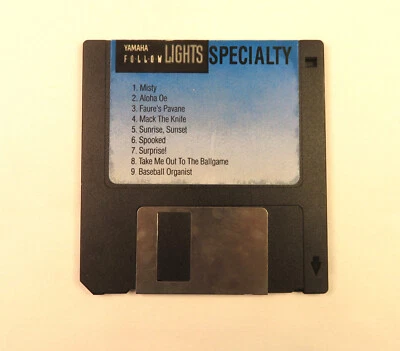 YAMAHA
FOLLOW LIGHTS SPECIALTY
1. Misty
2. Aloha Oe
3. Faure's Pavane
4. Mack The Knife
5. Sunrise, Sunset
6. Spooked
7. Surprise!
8. Take Me Out To The Ballgame
9. Baseball Organist